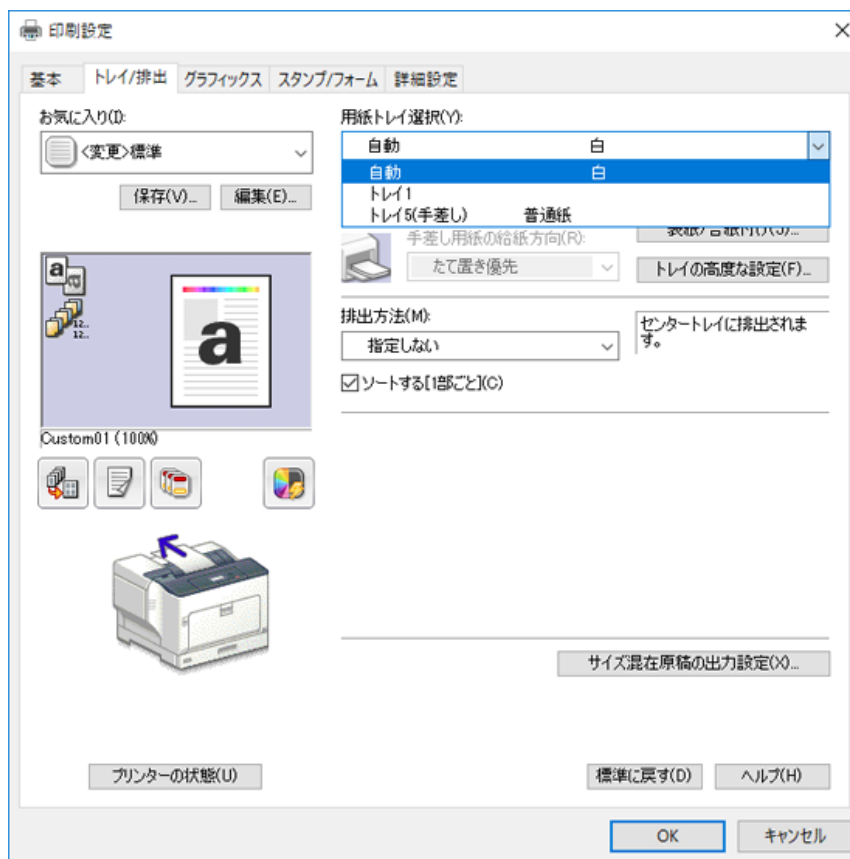 印刷設定
基本 トレイ/排出 グラフィックス スタンプ/フォーム 詳細設定
お気に入り(I):
<変更>標準
保存(V)... 編集(E)...
a
a
12..
12..
a
Custom01 (100%)
プリンターの状態(U)
用紙トレイ選択(Y):
自動 白
自動 白
トレイ1
トレイ5(手差し) 普通紙
手差し用紙の給紙方向(R):
たて置き優先
トレイの高度な設定(F)...
排出方法(M):
指定しない
センタートレイに排出されま
す。
ソートする[1部ごと](C)
サイズ混在原稿の出力設定(X)...
標準に戻す(D) ヘルプ(H)
OK キャンセル